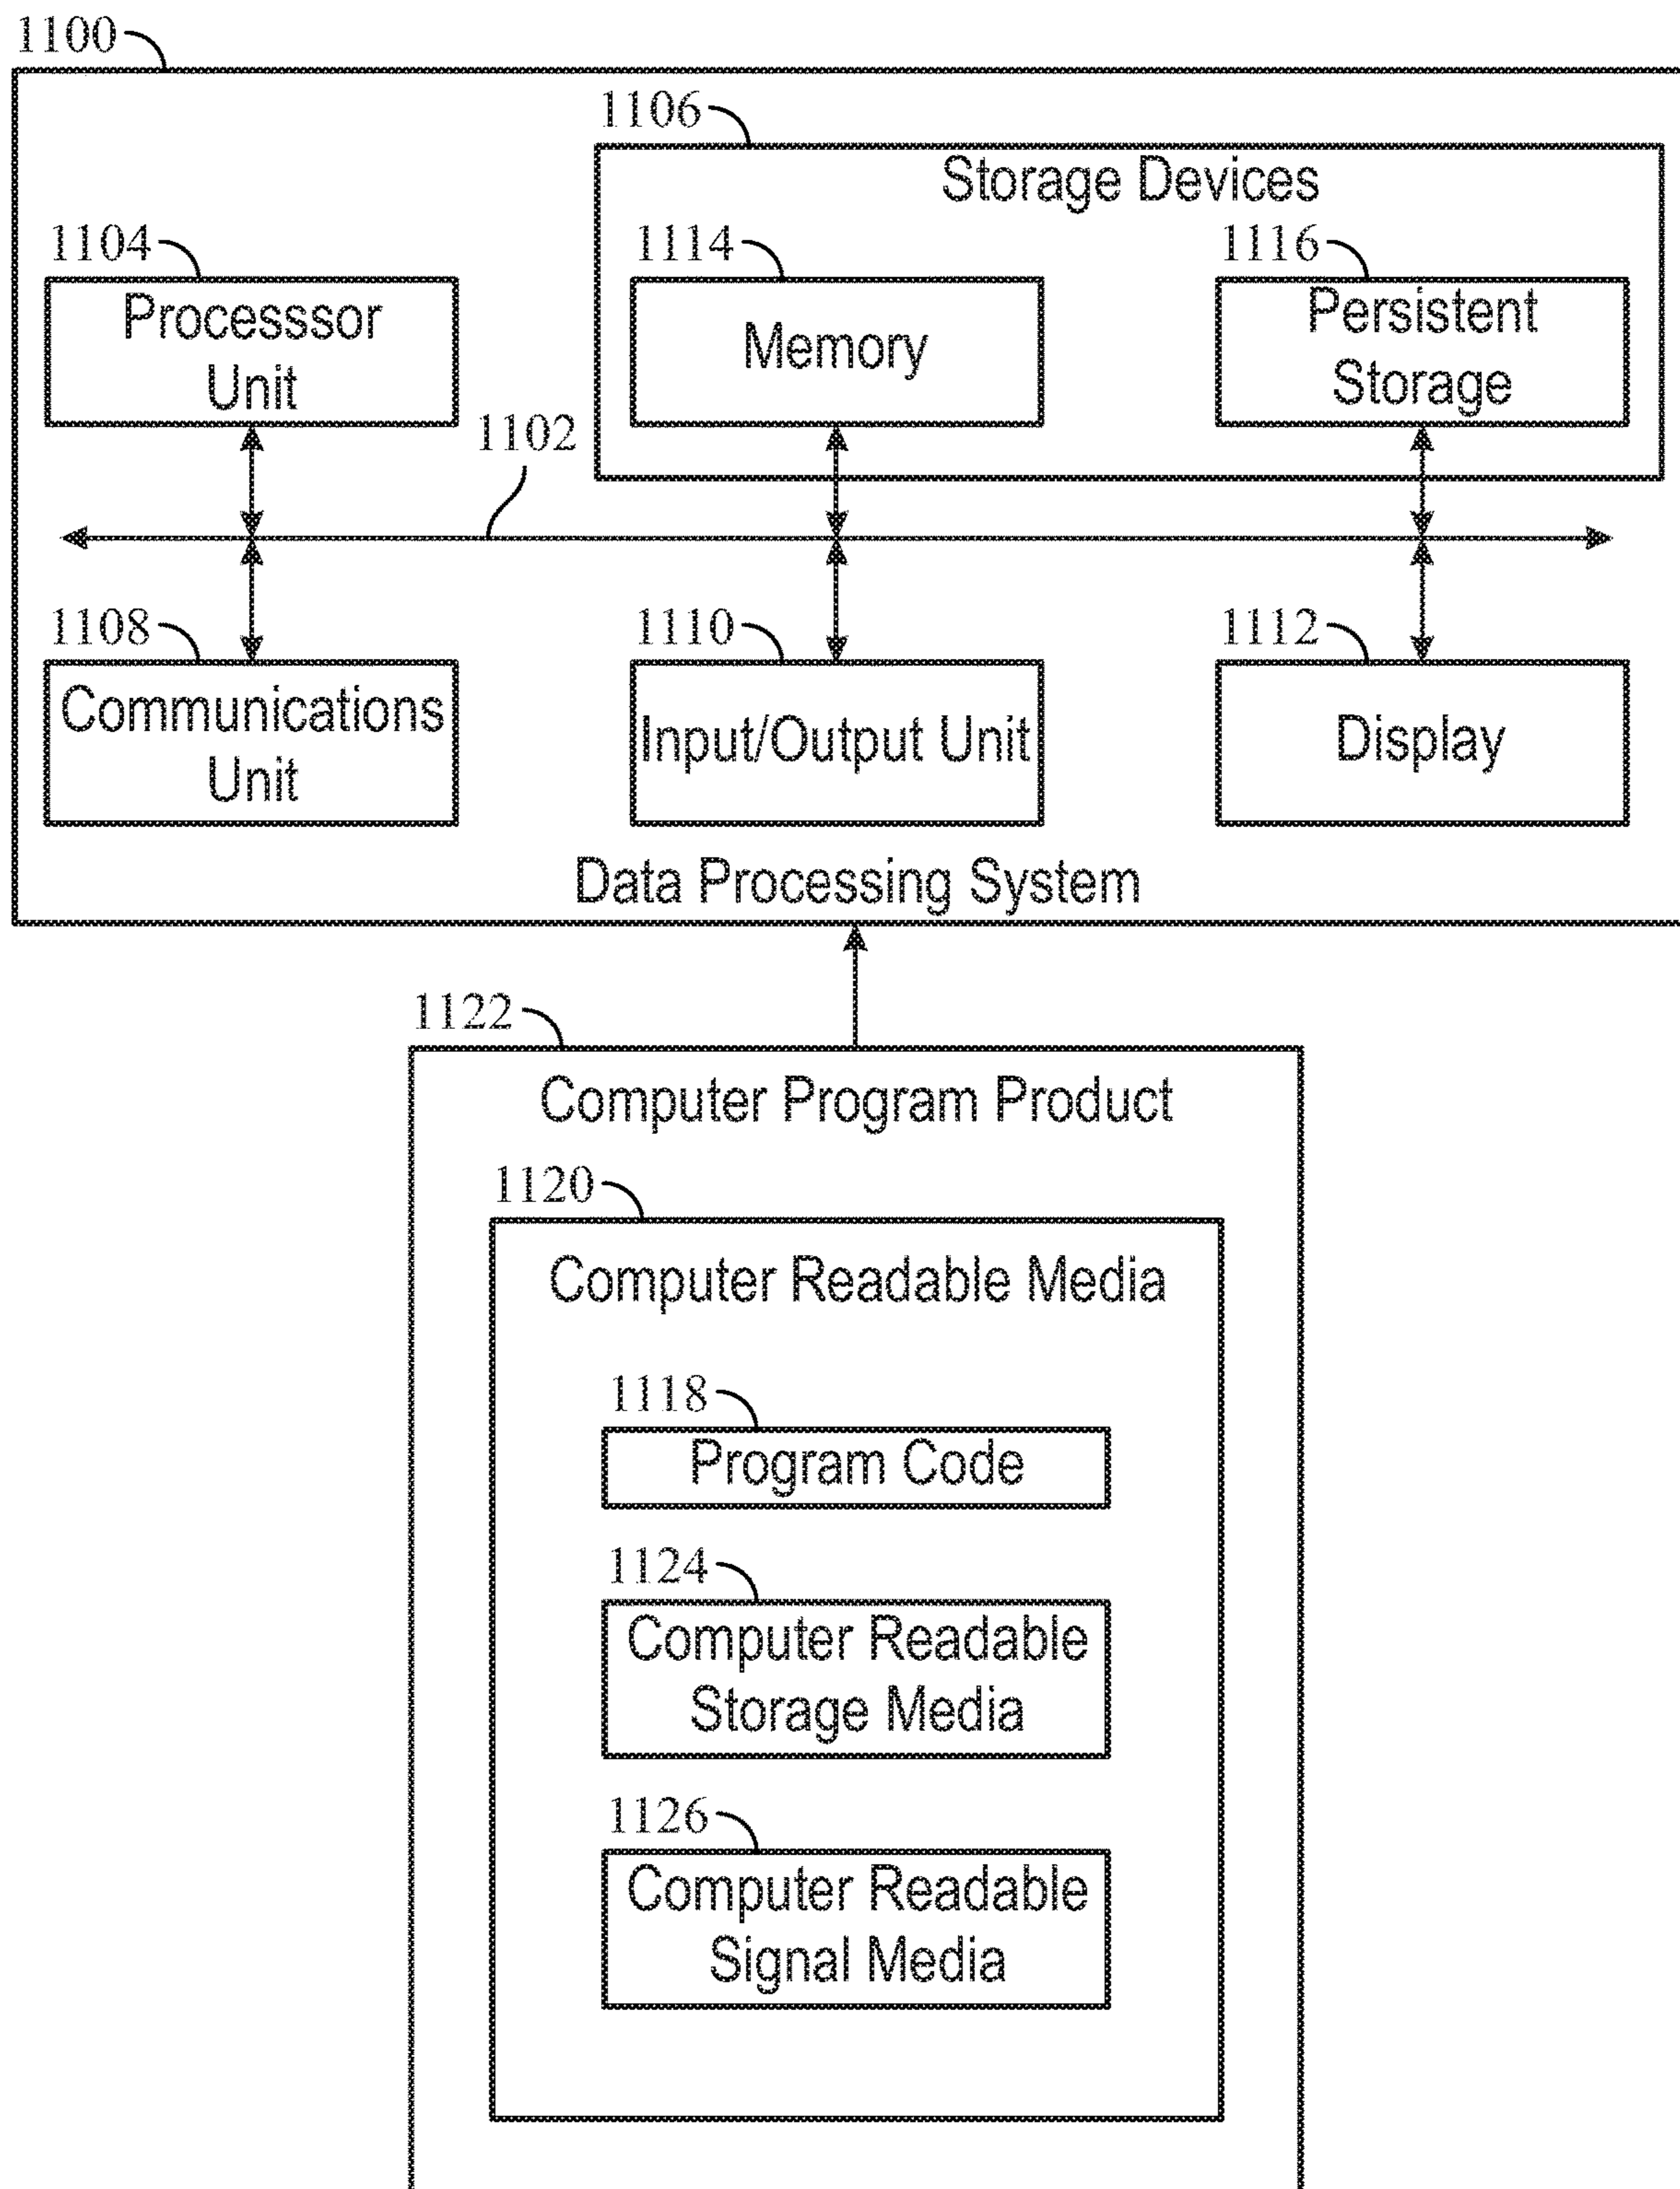 1100
1106
Storage Devices
1104
1114
1116
Processsor
Unit
Memory
Persistent
Storage
1102
1108
1110
1112
Communications
Unit
Input/Output Unit
Display
Data Processing System
1122
Computer Program Product
1120
Computer Readable Media
1118
Program Code
1124
Computer Readable
Storage Media
1126
Computer Readable
Signal Media